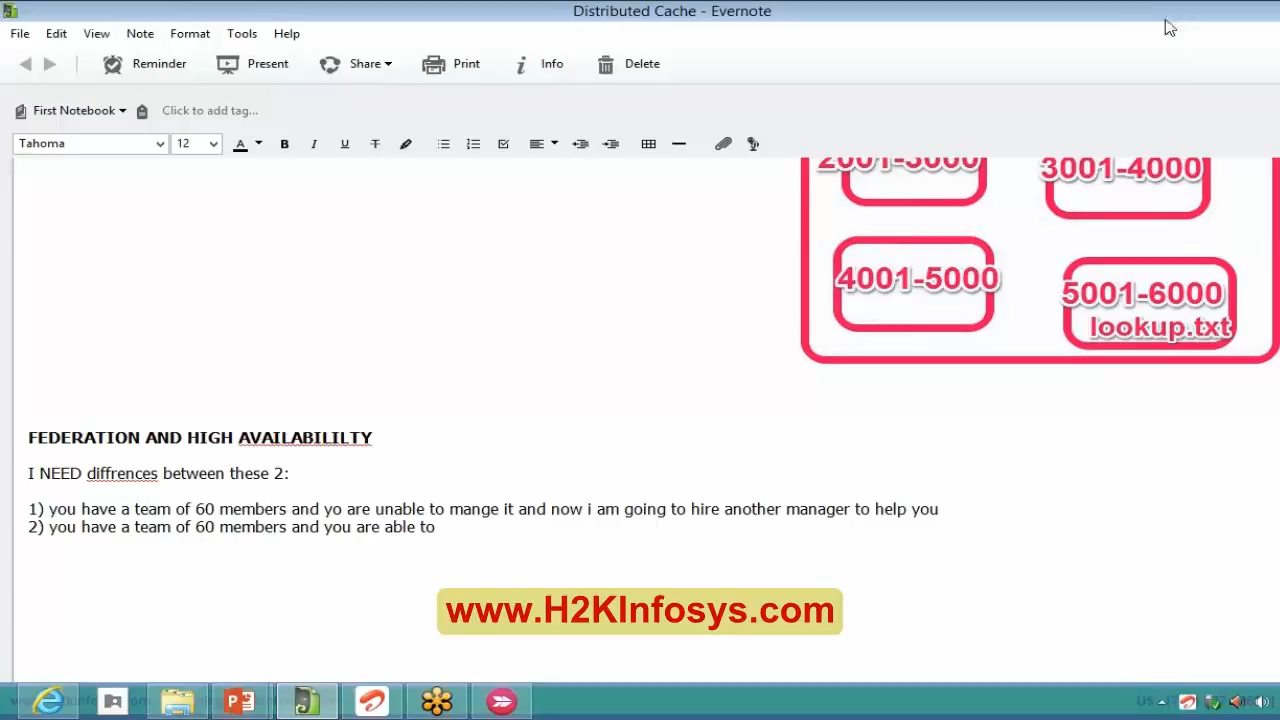 Distributed Cache - Evernote
File Edit View Note Format Tools Help
Reminder Present Share Print Info Delete
First Notebook Click to add tag...
Tahoma 12
2001-3000 3001-4000
4001-5000 5001-6000
lookup.txt
FEDERATION AND HIGH AVAILABILILTY
I NEED diffrences between these 2:
1) you have a team of 60 members and yo are unable to mange it and now i am going to hire another manager to help you
2) you have a team of 60 members and you are able to
www.H2KInfosys.com
US